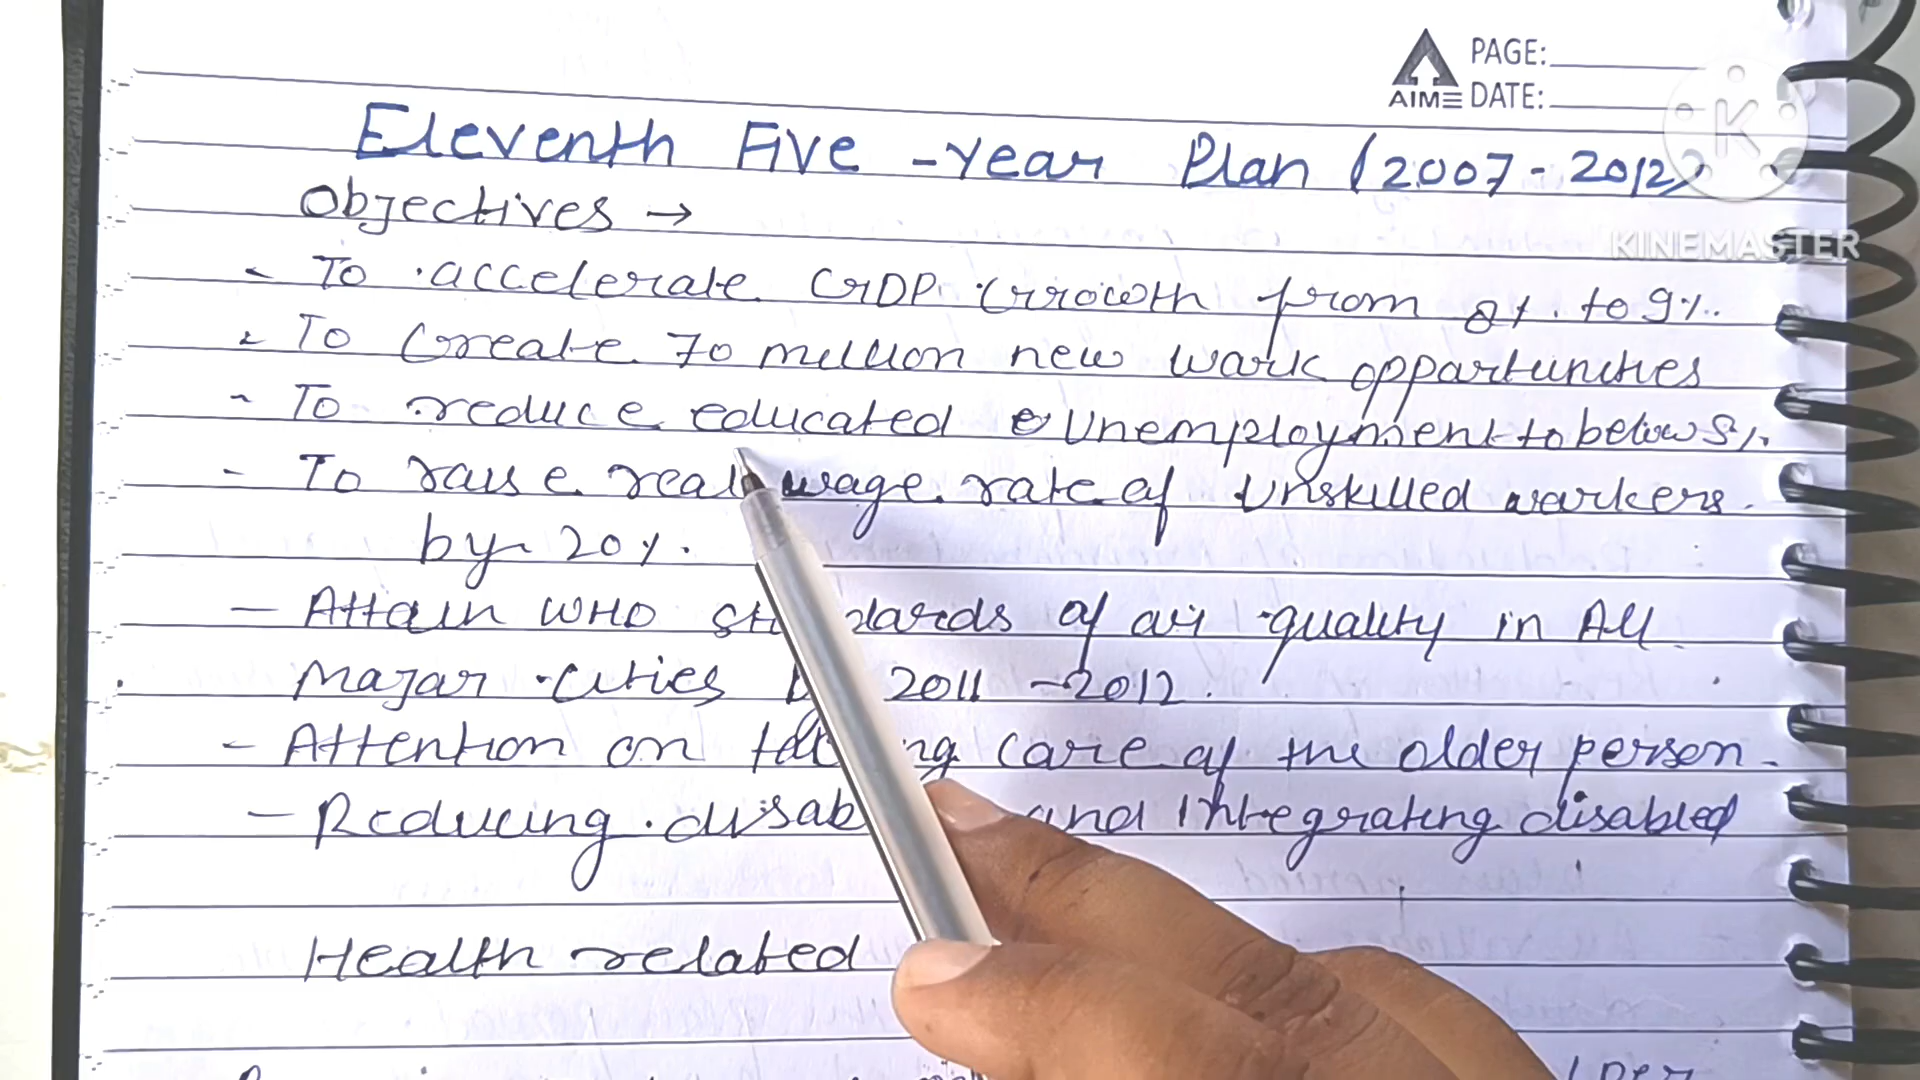 PAGE:
AIM DATE:
Eleventh Five -Year Plan (2007-2012)
KINEMASTER
Objectives →
- To accelerate GDP Growth from 8%. to 9%.
- To Create 70 million new work opportunities
- To reduce educated Unemployment to below 5%.
- To raise real wage rate of Unskilled workers
by 20%.
- Attain WHO standards of air quality in All
Major cities 2011-2012.
- Attention on care of the older person.
- Reducing and integrating disabled
Health related
per